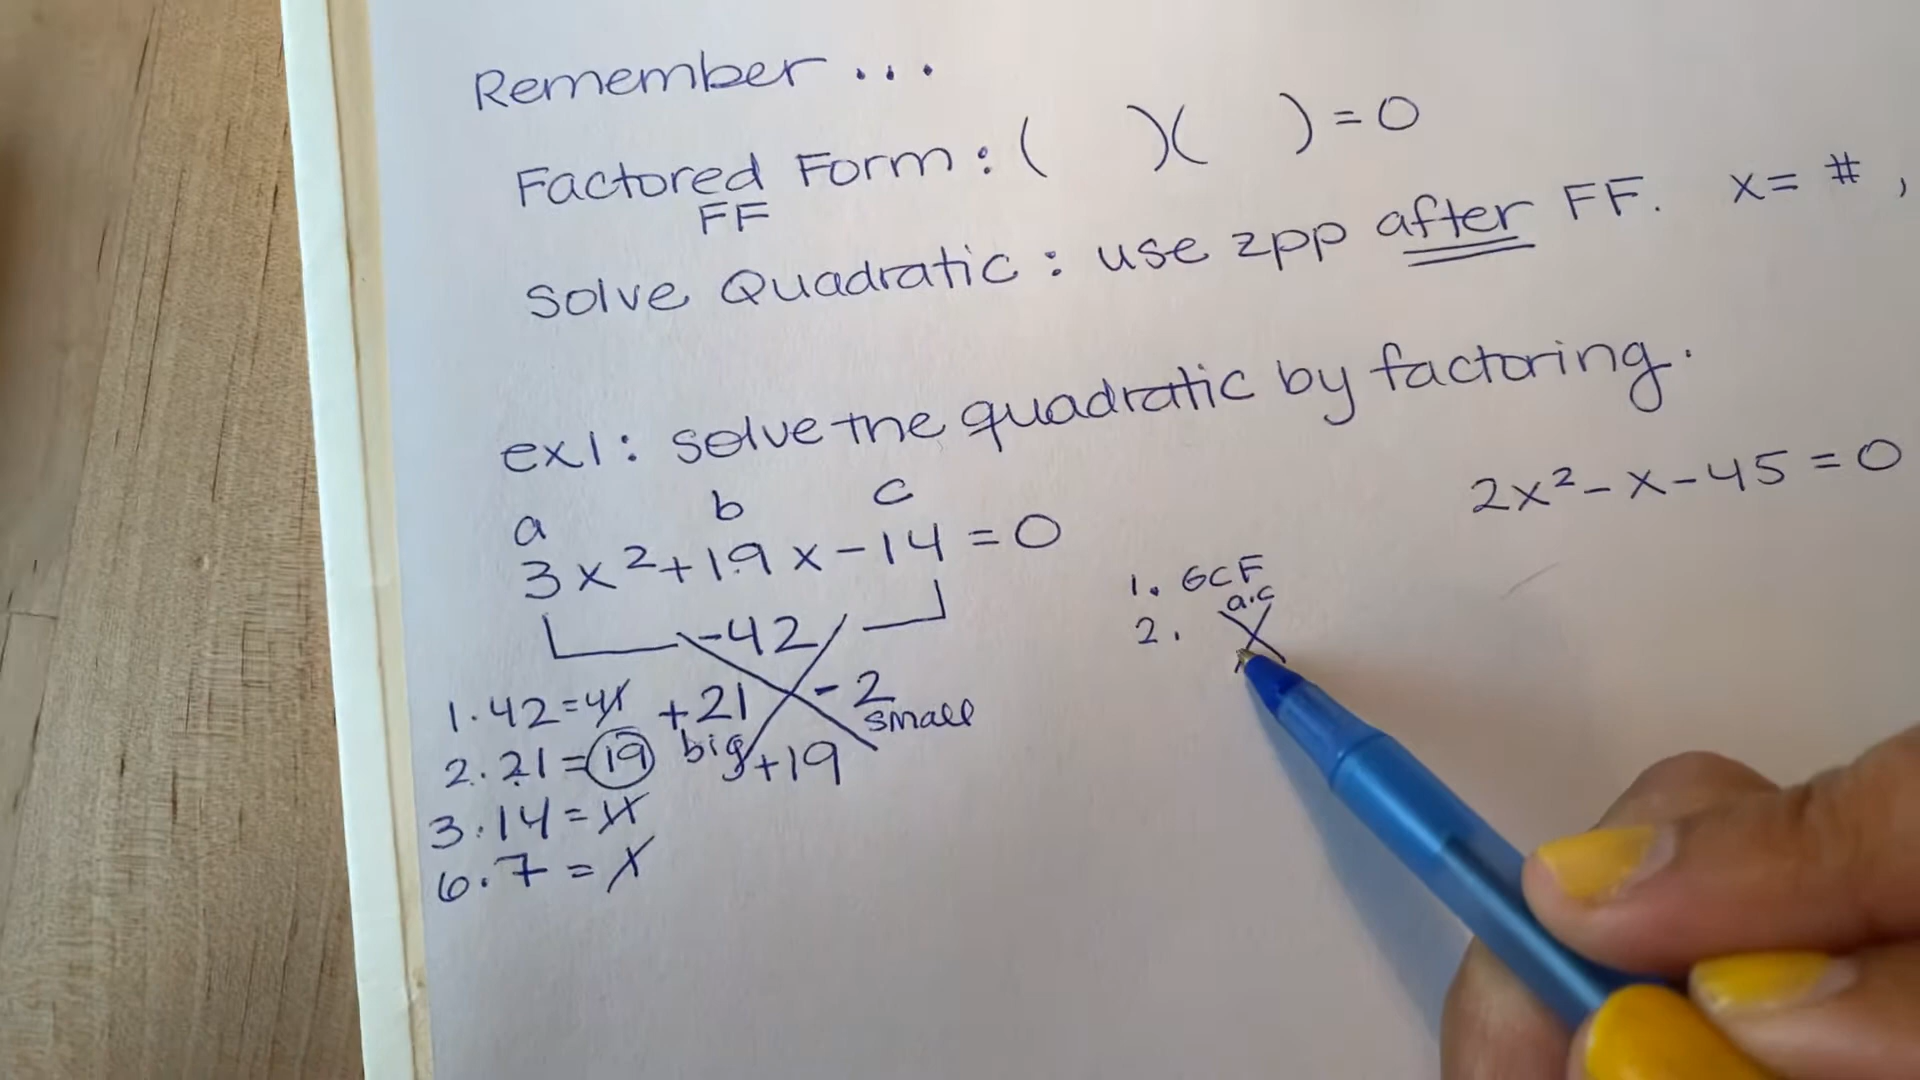 Remember ...
Factored Form : ( )( ) = 0
FF
Solve Quadratic : use zpp after FF. x = # ,
ex1 : solve the quadratic by factoring.
a b c
3x²+19x-14=0
2x²-x-45=0
-42
+21 -2
big small
+19
1.42=41
2.21=19
3.14=11
6.7=
1. GCF
2. a.c